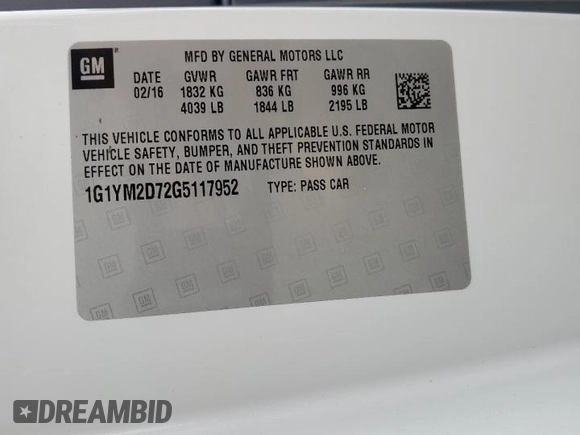 GM
MFD BY GENERAL MOTORS LLC
DATE GVWR GAWR FRT GAWR RR
02/16 1832 KG 836 KG 996 KG
4039 LB 1844 LB 2195 LB
THIS VEHICLE CONFORMS TO ALL APPLICABLE U.S. FEDERAL MOTOR
VEHICLE SAFETY, BUMPER, AND THEFT PREVENTION STANDARDS IN
EFFECT ON THE DATE OF MANUFACTURE SHOWN ABOVE.
1G1YM2D72G5117952 TYPE: PASS CAR
DREAMBID